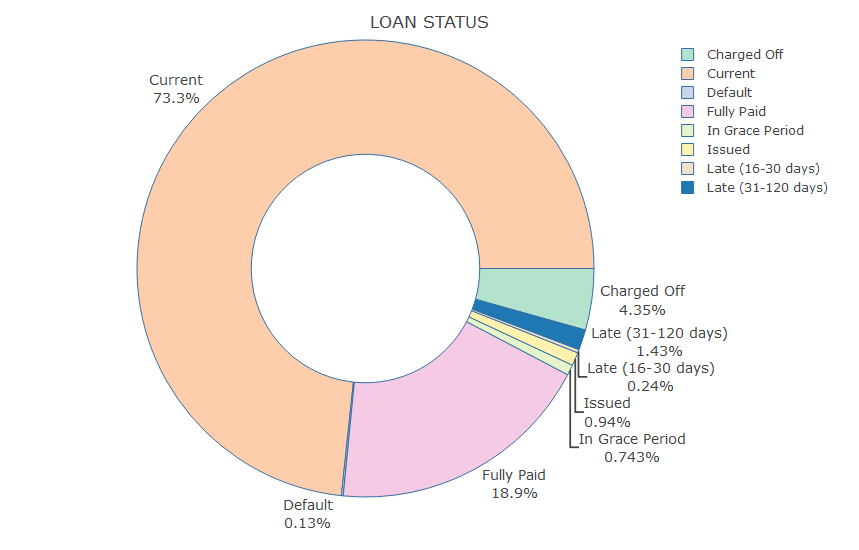 LOAN STATUS
Charged Off
Current
Default
Fully Paid
In Grace Period
Issued
Late (16-30 days)
Late (31-120 days)
Current
73.3%
Charged Off
4.35%
Late (31-120 days)
1.43%
Late (16-30 days)
0.24%
Issued
0.94%
In Grace Period
0.743%
Fully Paid
18.9%
Default
0.13%